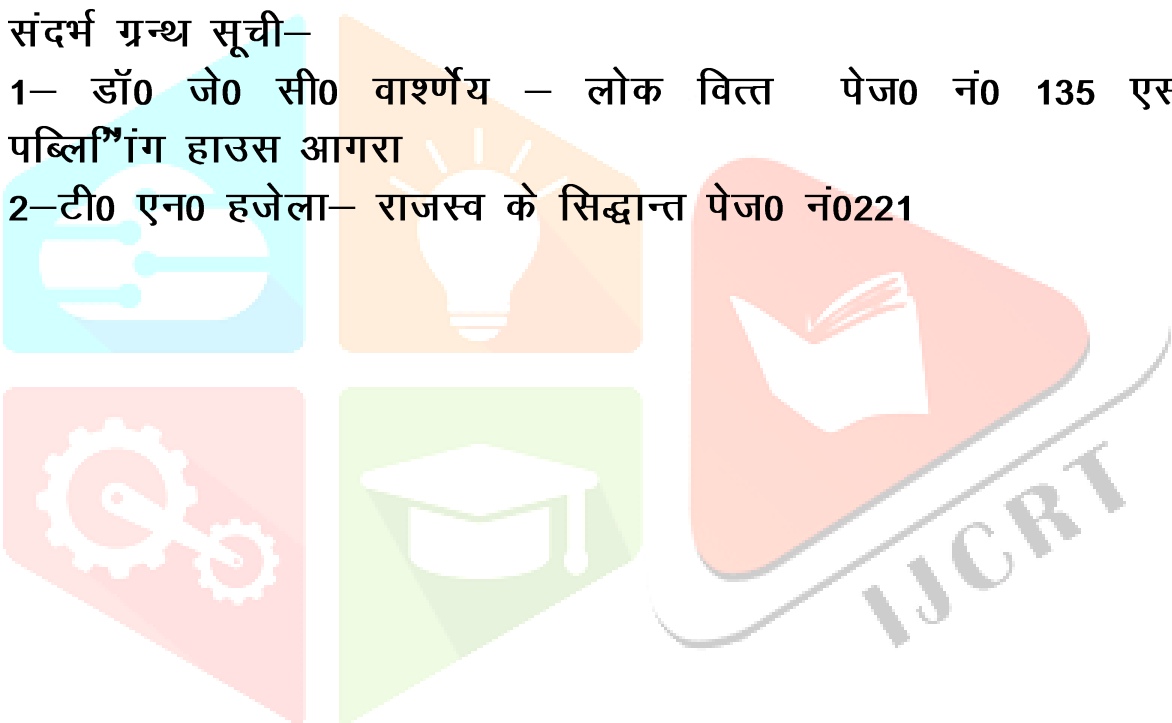 संदर्भ ग्रन्थ सूची–
1– डॉ0 जे0 सी0 वार्श्णेय – लोक वित्त पेज0 नं0 135 एस
पब्लि”िांग हाउस आगरा
2–टी0 एन0 हजेला– राजस्व के सिद्धान्त पेज0 नं0221
IJCRT